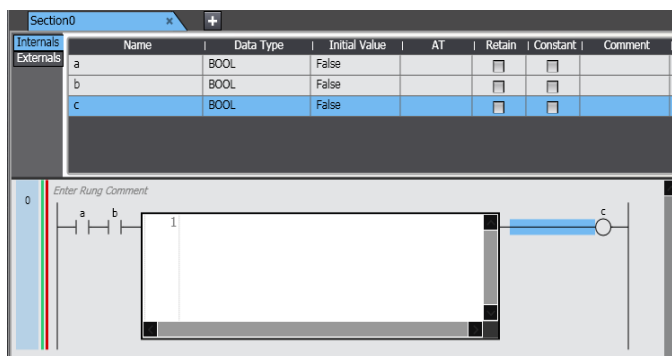 Section0 x +
Internals Name Data Type Initial Value AT Retain Constant Comment
Externals
a BOOL False
b BOOL False
c BOOL False
Enter Rung Comment
0
a b c
1